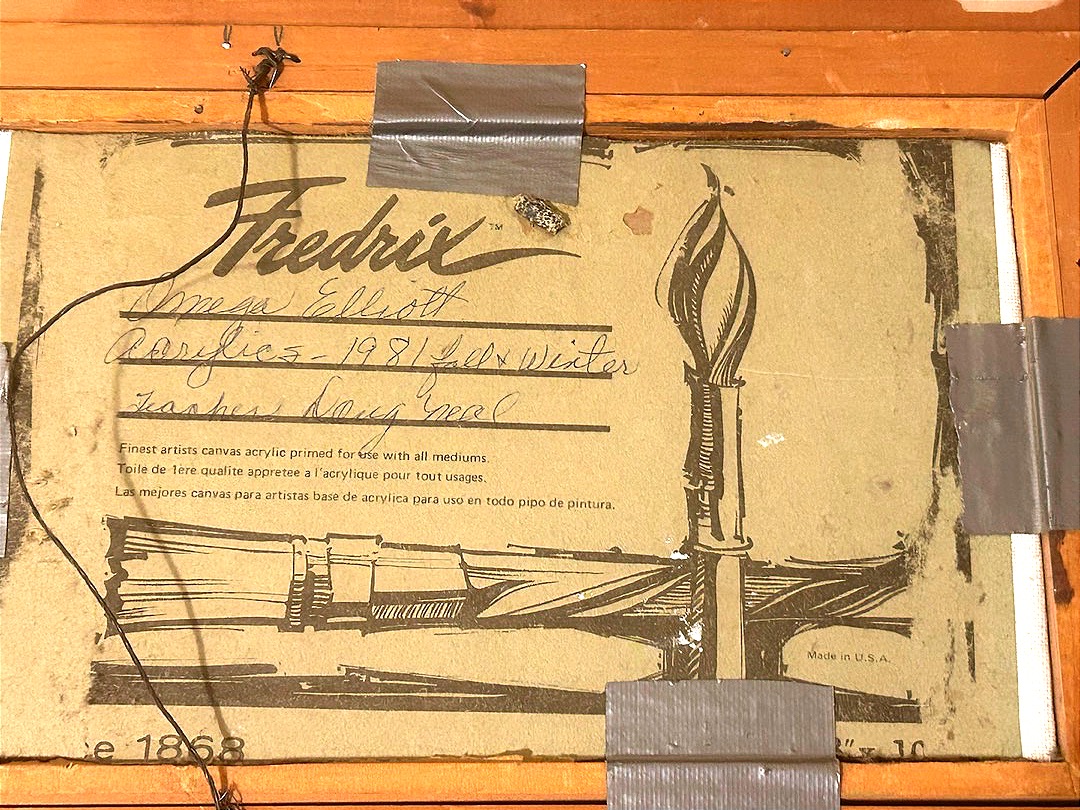 Fredrix™
Omega Elliott
Acrylics - 1981 fall & Winter
Teacher Doug Neal
Finest artists canvas acrylic primed for use with all mediums.
Toile de 1ère qualite appretee a l'acrylique pour tout usages.
Las mejores canvas para artistas base de acrylica para uso en todo pipo de pintura.
Made in U.S.A.
e 1868
" x 10